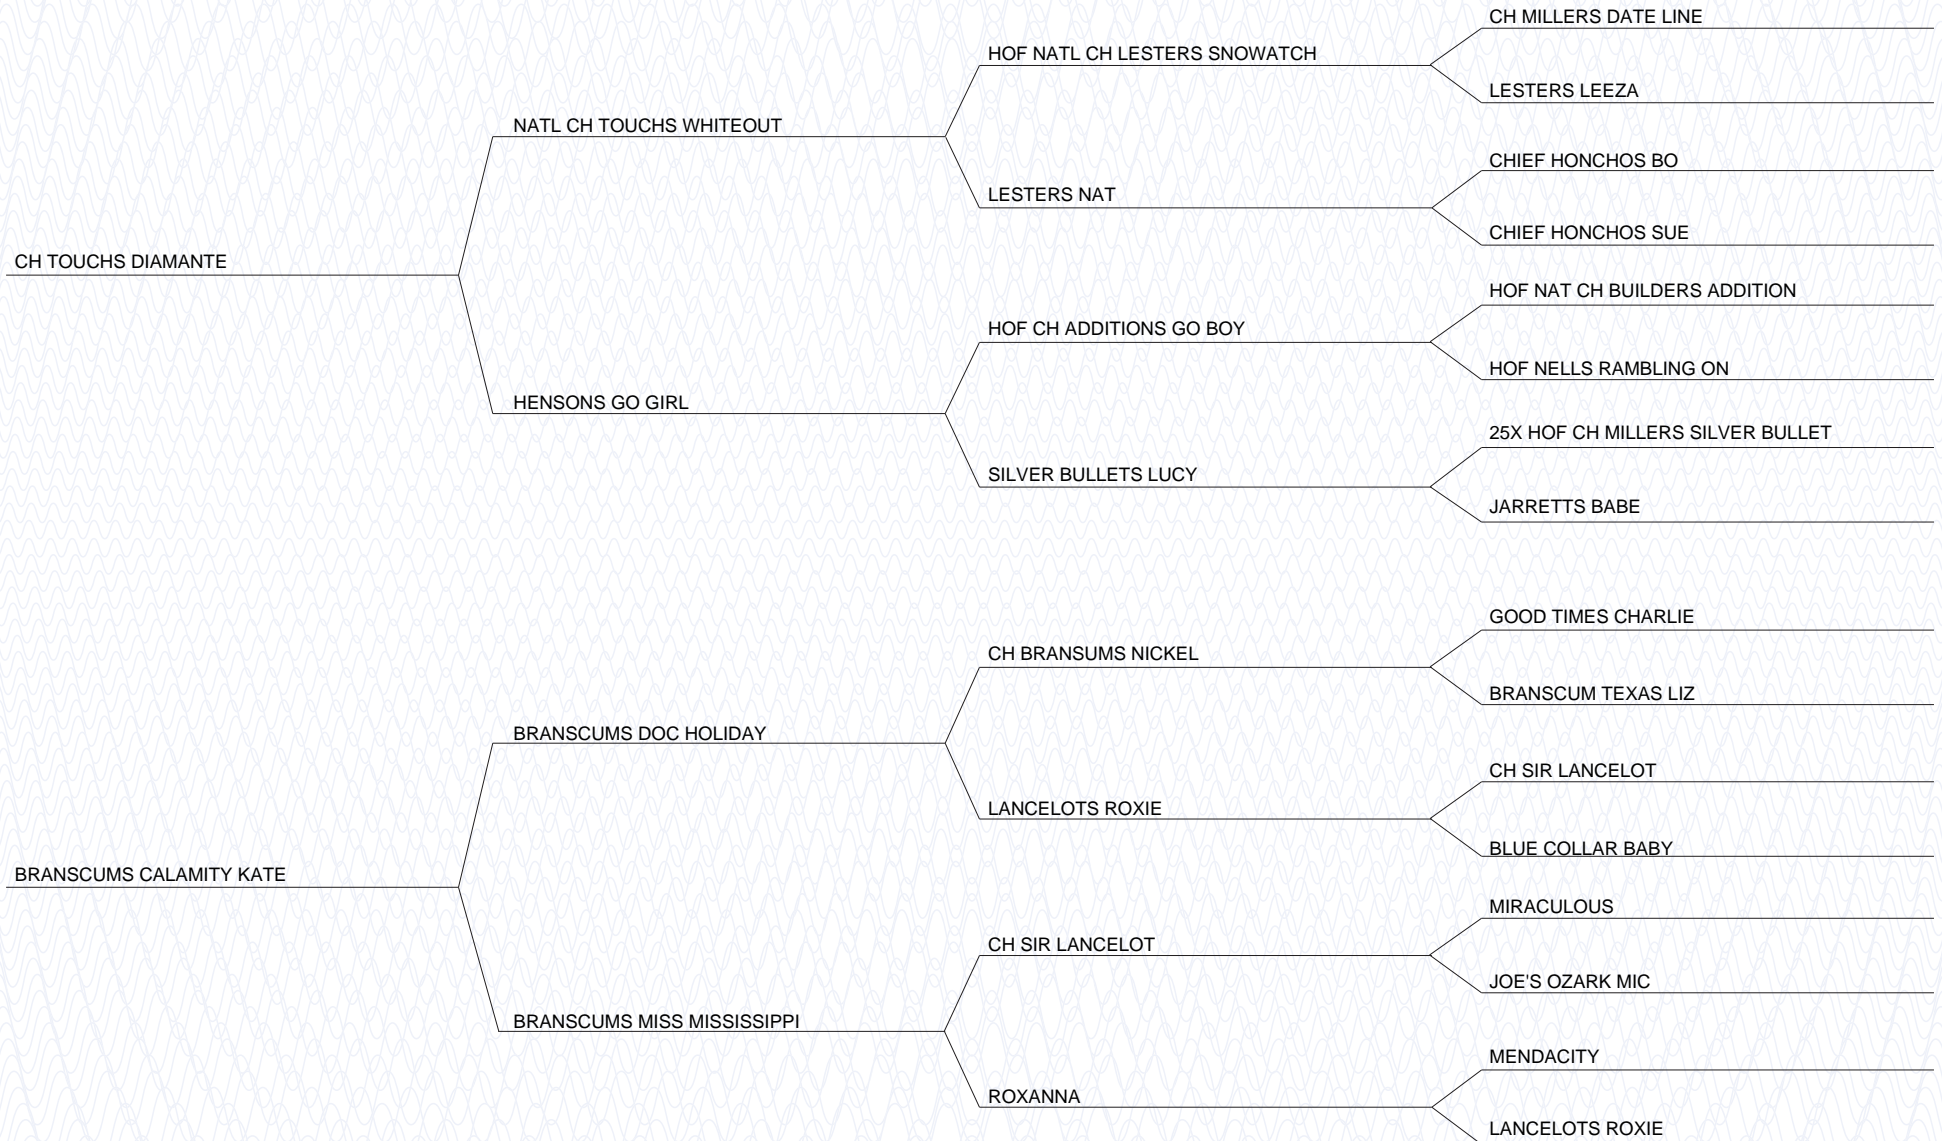 CH MILLERS DATE LINE
HOF NATL CH LESTERS SNOWATCH
LESTERS LEEZA
NATL CH TOUCHS WHITEOUT
CHIEF HONCHOS BO
LESTERS NAT
CHIEF HONCHOS SUE
CH TOUCHS DIAMANTE
HOF NAT CH BUILDERS ADDITION
HOF CH ADDITIONS GO BOY
HOF NELLS RAMBLING ON
HENSONS GO GIRL
25X HOF CH MILLERS SILVER BULLET
SILVER BULLETS LUCY
JARRETTS BABE
GOOD TIMES CHARLIE
CH BRANSUMS NICKEL
BRANSCUM TEXAS LIZ
BRANSCUMS DOC HOLIDAY
CH SIR LANCELOT
LANCELOTS ROXIE
BLUE COLLAR BABY
BRANSCUMS CALAMITY KATE
MIRACULOUS
CH SIR LANCELOT
JOE'S OZARK MIC
BRANSCUMS MISS MISSISSIPPI
MENDACITY
ROXANNA
LANCELOTS ROXIE